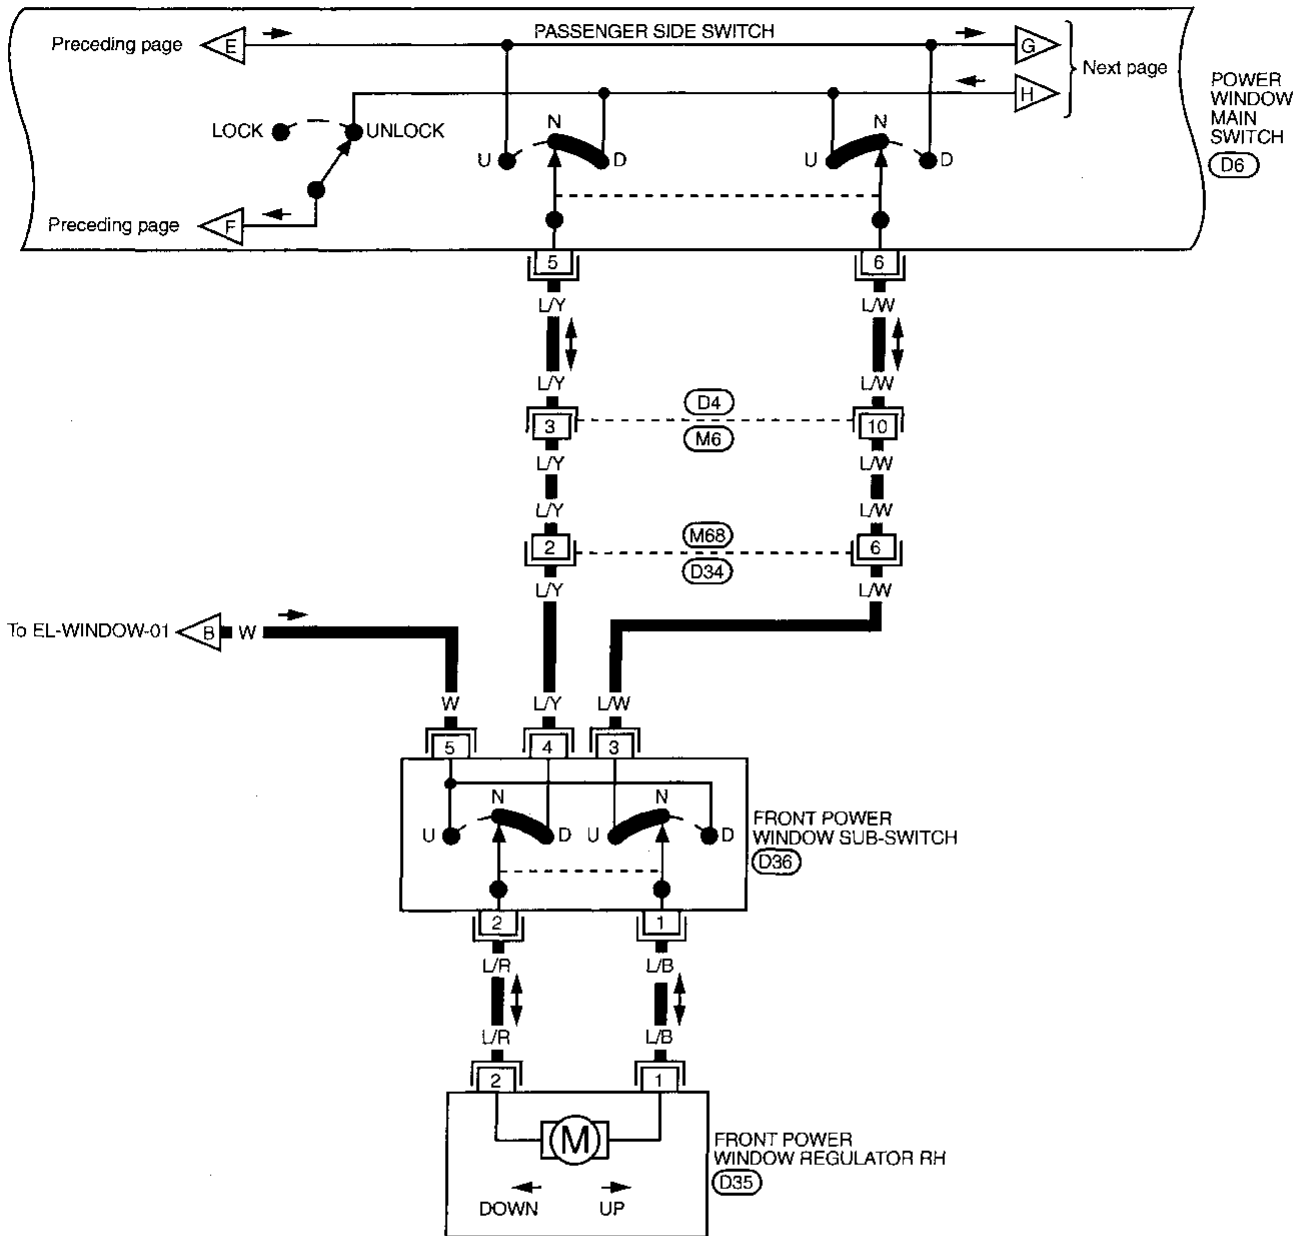 PASSENGER SIDE SWITCH
Preceding page E
G
Next page
H
POWER
WINDOW
MAIN
SWITCH
D6
LOCK
UNLOCK
N
U
D
N
U
D
Preceding page F
5
6
L/Y
L/W
L/Y
L/W
D4
3
10
M6
L/Y
L/W
L/Y
L/W
M68
2
6
D34
L/Y
L/W
To EL-WINDOW-01 B W
W
L/Y
L/W
5
4
3
N
N
U
D
U
D
FRONT POWER
WINDOW SUB-SWITCH
D36
2
1
L/R
L/B
L/R
L/B
2
1
M
FRONT POWER
WINDOW REGULATOR RH
D35
DOWN
UP